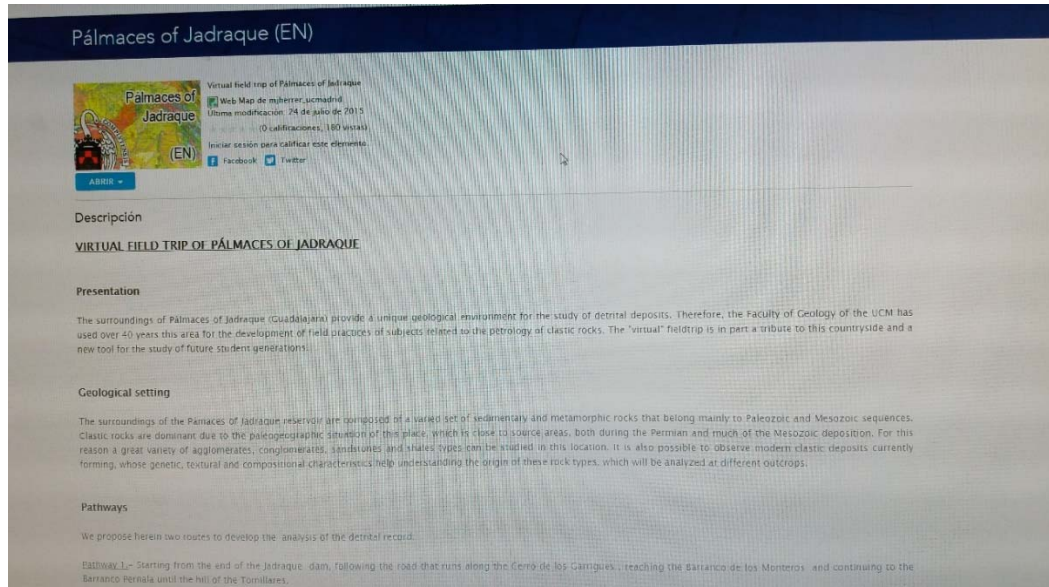 Pálmaces of Jadraque (EN)
Pálmaces of
Jadraque
(EN)
Virtual field trip of Pálmaces of Jadraque
Web Map de mjherrer_ucmadrid
Última modificación: 24 de julio de 2015
(0 calificaciones, 180 vistas)
Iniciar sesión para calificar este elemento.
Facebook Twitter
ABRIR
Descripción
VIRTUAL FIELD TRIP OF PÁLMACES OF JADRAQUE
Presentation
The surroundings of Pálmaces of Jadraque (Guadalajara) provide a unique geological environment for the study of detrital deposits. Therefore, the Faculty of Geology of the UCM has
used over 40 years this area for the development of field practices of subjects related to the petrology of clastic rocks. The "virtual" fieldtrip is in part a tribute to this countryside and a
new tool for the study of future student generations.
Geological setting
The surroundings of the Pámaces of Jadraque reservoir are composed of a varied set of sedimentary and metamorphic rocks that belong mainly to Paleozoic and Mesozoic sequences.
Clastic rocks are dominant due to the paleogeographic situation of this place, which is close to source areas, both during the Permian and much of the Mesozoic deposition. For this
reason a great variety of agglomerates, conglomerates, sandstones and shales types can be studied in this location. It is also possible to observe modern clastic deposits currently
forming, whose genetic, textural and compositional characteristics help understanding the origin of these rock types, which will be analyzed at different outcrops.
Pathways
We propose herein two routes to develop the analysis of the detrital record.
Pathway 1.- Starting from the end of the Jadraque dam, following the road that runs along the Cerro de los Garrigues, reaching the Barranco de los Monteros and continuing to the
Barranco Pernala until the hill of the Tomillares.